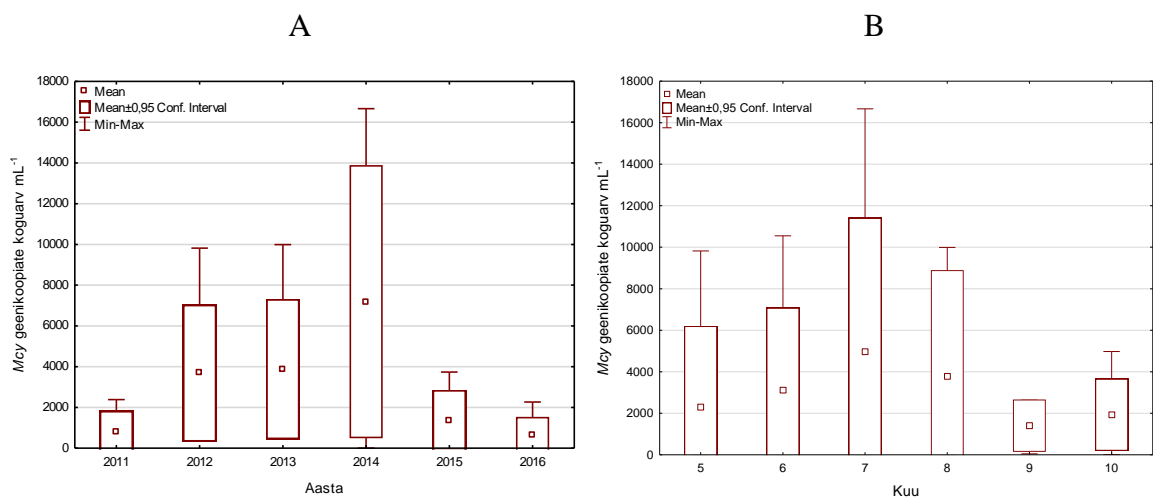 A
Mcy geenikoopiate koguarv mL-1
18000
16000
14000
12000
10000
8000
6000
4000
2000
0
Mean
Mean±0,95 Conf. Interval
Min-Max
2011 2012 2013 2014 2015 2016
Aasta
B
Mcy geenikoopiate koguarv mL-1
18000
16000
14000
12000
10000
8000
6000
4000
2000
0
Mean
Mean±0,95 Conf. Interval
Min-Max
5 6 7 8 9 10
Kuu